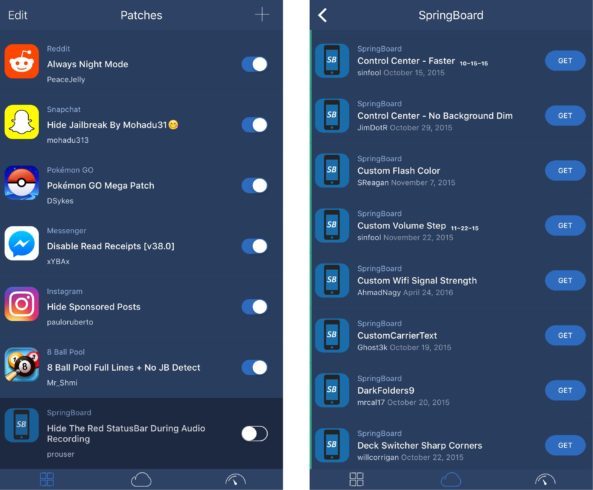 Edit
Patches
Reddit
Always Night Mode
PeaceJelly
Snapchat
Hide Jailbreak By Mohadu31😁
mohadu313
Pokémon GO
Pokémon GO Mega Patch
DSykes
Messenger
Disable Read Receipts [v38.0]
xYBAx
Instagram
Hide Sponsored Posts
pauloruberto
8 Ball Pool
8 Ball Pool Full Lines + No JB Detect
Mr_Shmi
SB
SpringBoard
Hide The Red StatusBar During Audio
Recording
prouser
SpringBoard
SB
SpringBoard
Control Center - Faster 10-15-15
sinfool October 15, 2015
GET
SB
SpringBoard
Control Center - No Background Dim
JimDotR October 29, 2015
GET
SB
SpringBoard
Custom Flash Color
SReagan November 7, 2015
GET
SB
SpringBoard
Custom Volume Step 11-22-15
sinfool November 22, 2015
GET
SB
SpringBoard
Custom Wifi Signal Strength
AhmadNagy April 24, 2016
GET
SB
SpringBoard
CustomCarrierText
Ghost3k October 19, 2015
GET
SB
SpringBoard
DarkFolders9
mrcal17 October 20, 2015
GET
SB
SpringBoard
Deck Switcher Sharp Corners
willcorrigan October 22, 2015
GET